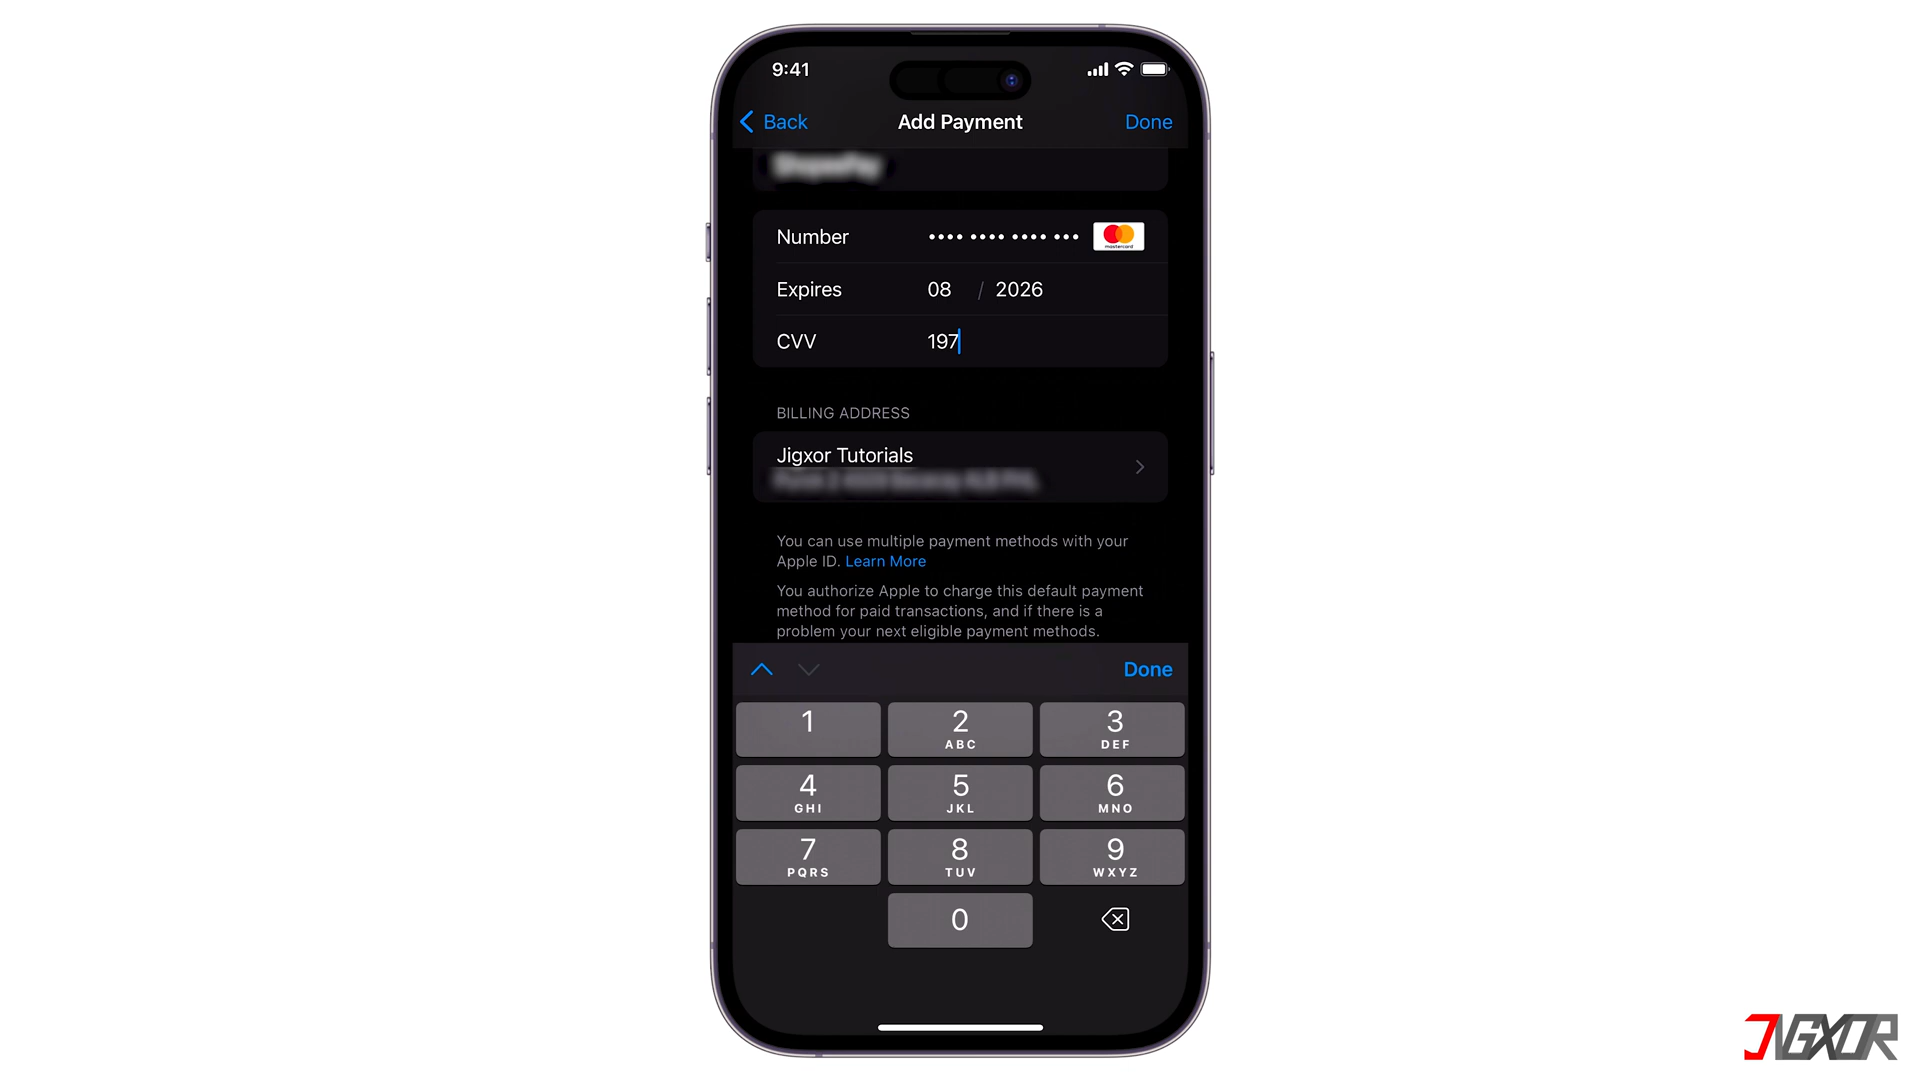 9:41
Back
Add Payment
Done
Number •••• •••• •••• •••
mastercard
Expires 08 / 2026
CVV 197
BILLING ADDRESS
Jigxor Tutorials
You can use multiple payment methods with your
Apple ID. Learn More
You authorize Apple to charge this default payment
method for paid transactions, and if there is a
problem your next eligible payment methods.
Done
1
2
ABC
3
DEF
4
GHI
5
JKL
6
MNO
7
PQRS
8
TUV
9
WXYZ
0
JIGXOR